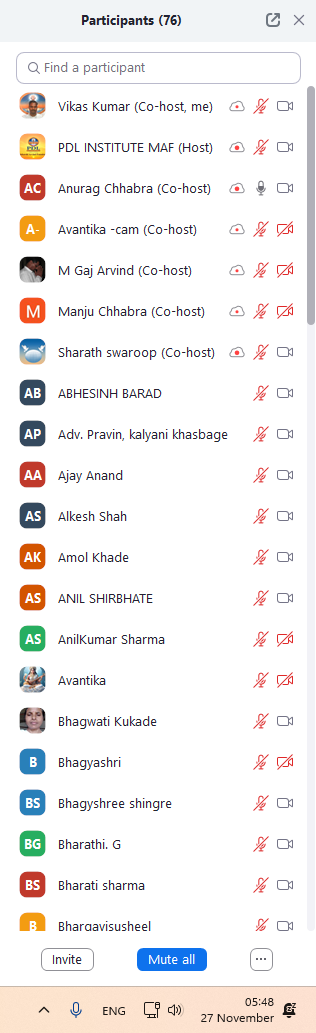 Participants (76)
Find a participant
Vikas Kumar (Co-host, me)
PDL INSTITUTE MAF (Host)
AC Anurag Chhabra (Co-host)
A- Avantika -cam (Co-host)
M Gaj Arvind (Co-host)
M Manju Chhabra (Co-host)
Sharath swaroop (Co-host)
AB ABHESINH BARAD
AP Adv. Pravin, kalyani khasbage
AA Ajay Anand
AS Alkesh Shah
AK Amol Khade
AS ANIL SHIRBHATE
AS AnilKumar Sharma
Avantika
Bhagwati Kukade
B Bhagyashri
BS Bhagyshree shingre
BG Bharathi. G
BS Bharati sharma
B Bhargavisusheel
Invite Mute all ...
05:48
ENG
27 November